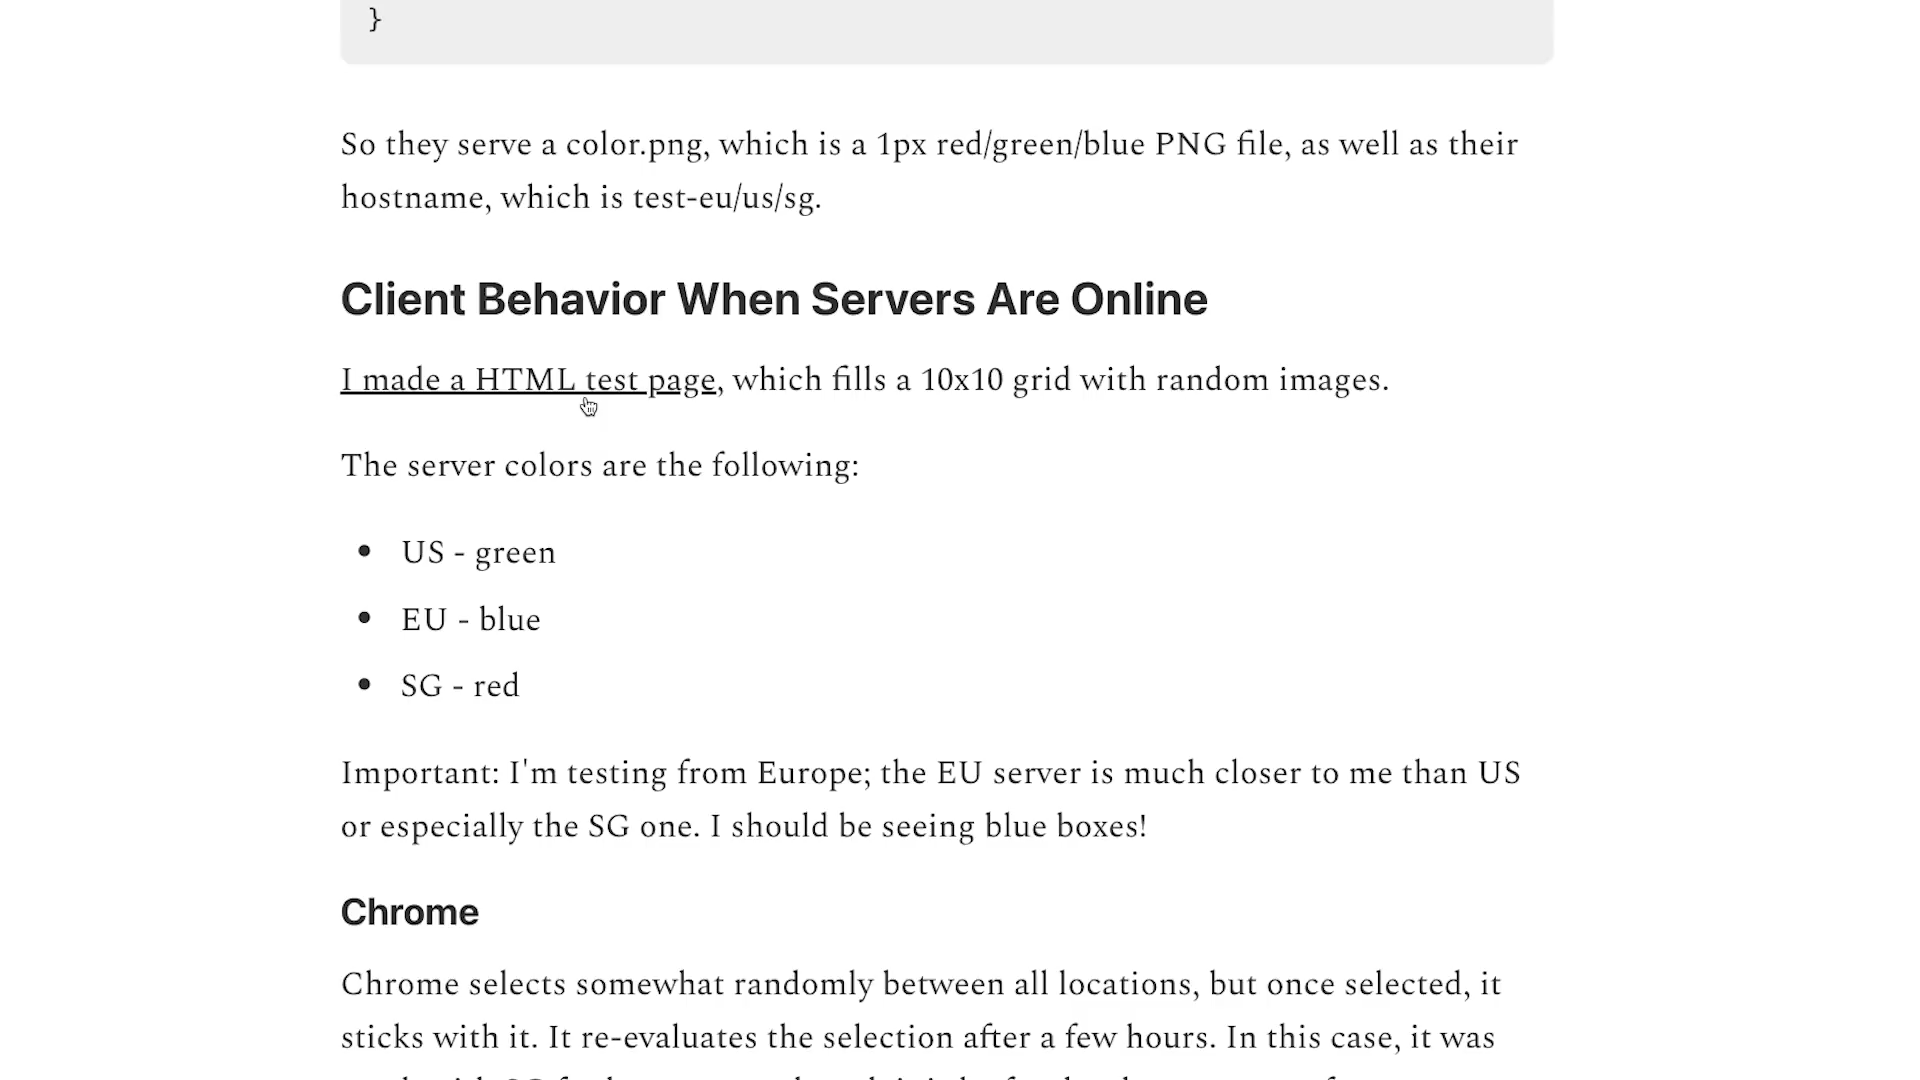 }
So they serve a color.png, which is a 1px red/green/blue PNG file, as well as their
hostname, which is test-eu/us/sg.
Client Behavior When Servers Are Online
I made a HTML test page, which fills a 10x10 grid with random images.
The server colors are the following:
• US - green
• EU - blue
• SG - red
Important: I'm testing from Europe; the EU server is much closer to me than US
or especially the SG one. I should be seeing blue boxes!
Chrome
Chrome selects somewhat randomly between all locations, but once selected, it
sticks with it. It re-evaluates the selection after a few hours. In this case, it was